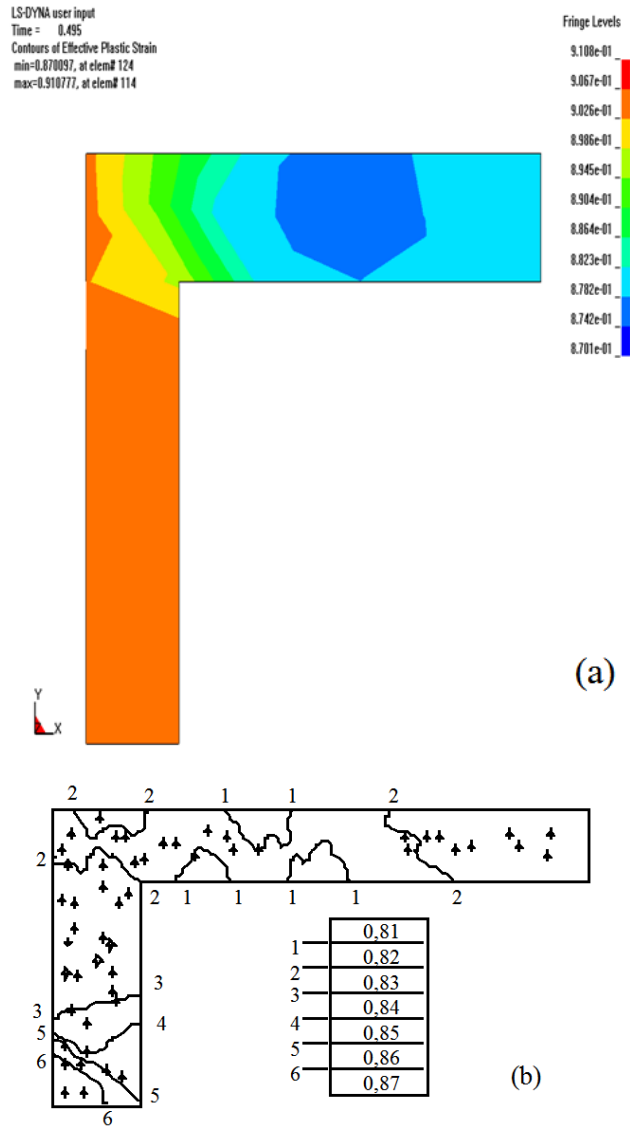 LS-DYNA user input
Time = 0.495
Contours of Effective Plastic Strain
min=0.870097, at elem# 124
max=0.910777, at elem# 114
Fringe Levels
9.108e-01
9.067e-01
9.026e-01
8.986e-01
8.945e-01
8.904e-01
8.864e-01
8.823e-01
8.782e-01
8.742e-01
8.701e-01
(a)
Y
X
2 2 1 1 2
2
2 1 1 1 1 2
3
3
4
5
6
5
6
0,81
1
0,82
2
0,83
3
0,84
4
0,85
5
0,86
6
0,87
(b)